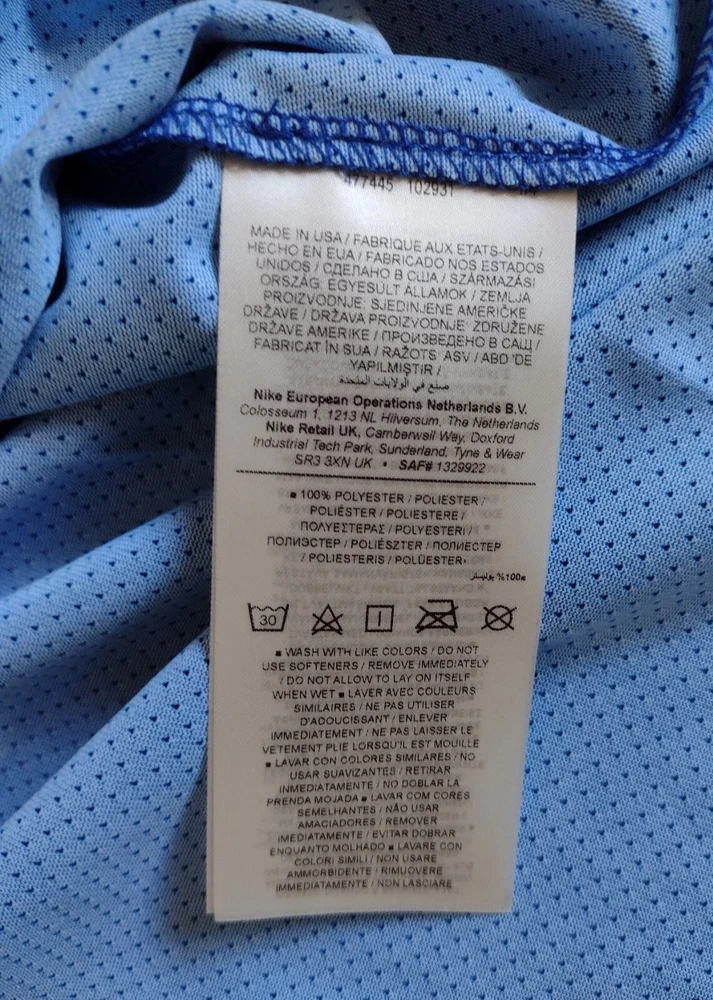 477445 102931
MADE IN USA / FABRIQUE AUX ETATS-UNIS /
HECHO EN EUA / FABRICADO NOS ESTADOS
UNIDOS / СДЕЛАНО В США / SZÁRMAZÁSI
ORSZÁG: EGYESÜLT ÁLLAMOK / ZEMLJA
PROIZVODNJE: SJEDINJENE AMERIČKE
DRŽAVE / DRŽAVA PROIZVODNJE: ZDRUŽENE
DRŽAVE AMERIKE / ПРОИЗВЕДЕНО В САЩ /
FABRICAT ÎN SUA / RAŽOTS: ASV / ABD 'DE
YAPILMIŞTIR /
صنع في الولايات المتحدة
Nike European Operations Netherlands B.V.
Colosseum 1, 1213 NL Hilversum, The Netherlands
Nike Retail UK, Camberwell Way, Doxford
Industrial Tech Park, Sunderland, Tyne & Wear
SR3 3XN UK • SAF# 1329922
■ 100% POLYESTER / POLIESTER /
POLIÉSTER / POLIESTERE /
ΠΟΛΥΕΣΤΕΡΑΣ / POLYESTERI /
ПОЛИЭСТЕР / POLIÉSZTER / ПОЛИЕСТЕР
/ POLIESTERIS / POLÜESTER•
100% بوليستر
30
■ WASH WITH LIKE COLORS / DO NOT
USE SOFTENERS / REMOVE IMMEDIATELY
/ DO NOT ALLOW TO LAY ON ITSELF
WHEN WET ■ LAVER AVEC COULEURS
SIMILAIRES / NE PAS UTILISER
D'ADOUCISSANT / ENLEVER
IMMEDIATEMENT / NE PAS LAISSER LE
VETEMENT PLIE LORSQU'IL EST MOUILLE
■ LAVAR CON COLORES SIMILARES / NO
USAR SUAVIZANTES / RETIRAR
INMEDIATAMENTE / NO DOBLAR LA
PRENDA MOJADA ■ LAVAR COM CORES
SEMELHANTES / NÃO USAR
AMACIADORES / REMOVER
IMEDIATAMENTE / EVITAR DOBRAR
ENQUANTO MOLHADO ■ LAVARE CON
COLORI SIMILI / NON USARE
AMMORBIDENTE / RIMUOVERE
IMMEDIATAMENTE / NON LASCIARE